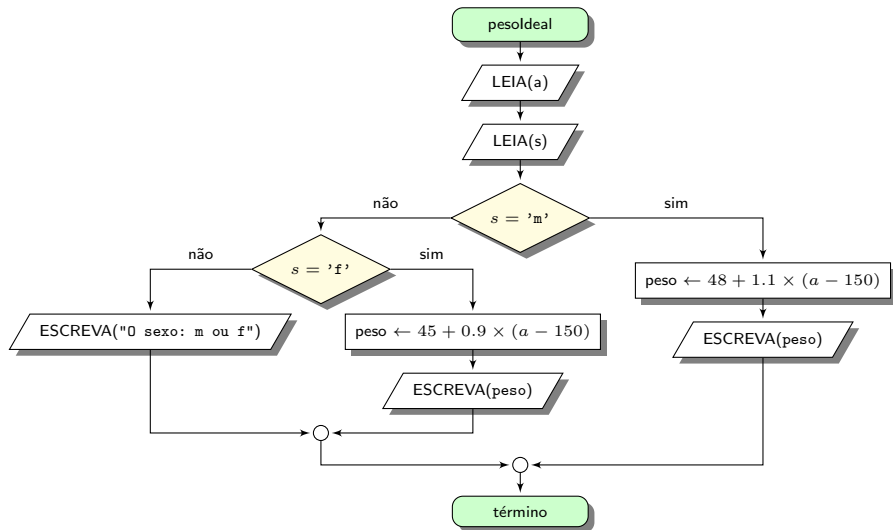 pesoIdeal
LEIA(a)
LEIA(s)
s = 'm'
não
sim
s = 'f'
não
sim
peso ← 48 + 1.1 × (a − 150)
ESCREVA("O sexo: m ou f")
peso ← 45 + 0.9 × (a − 150)
ESCREVA(peso)
ESCREVA(peso)
término